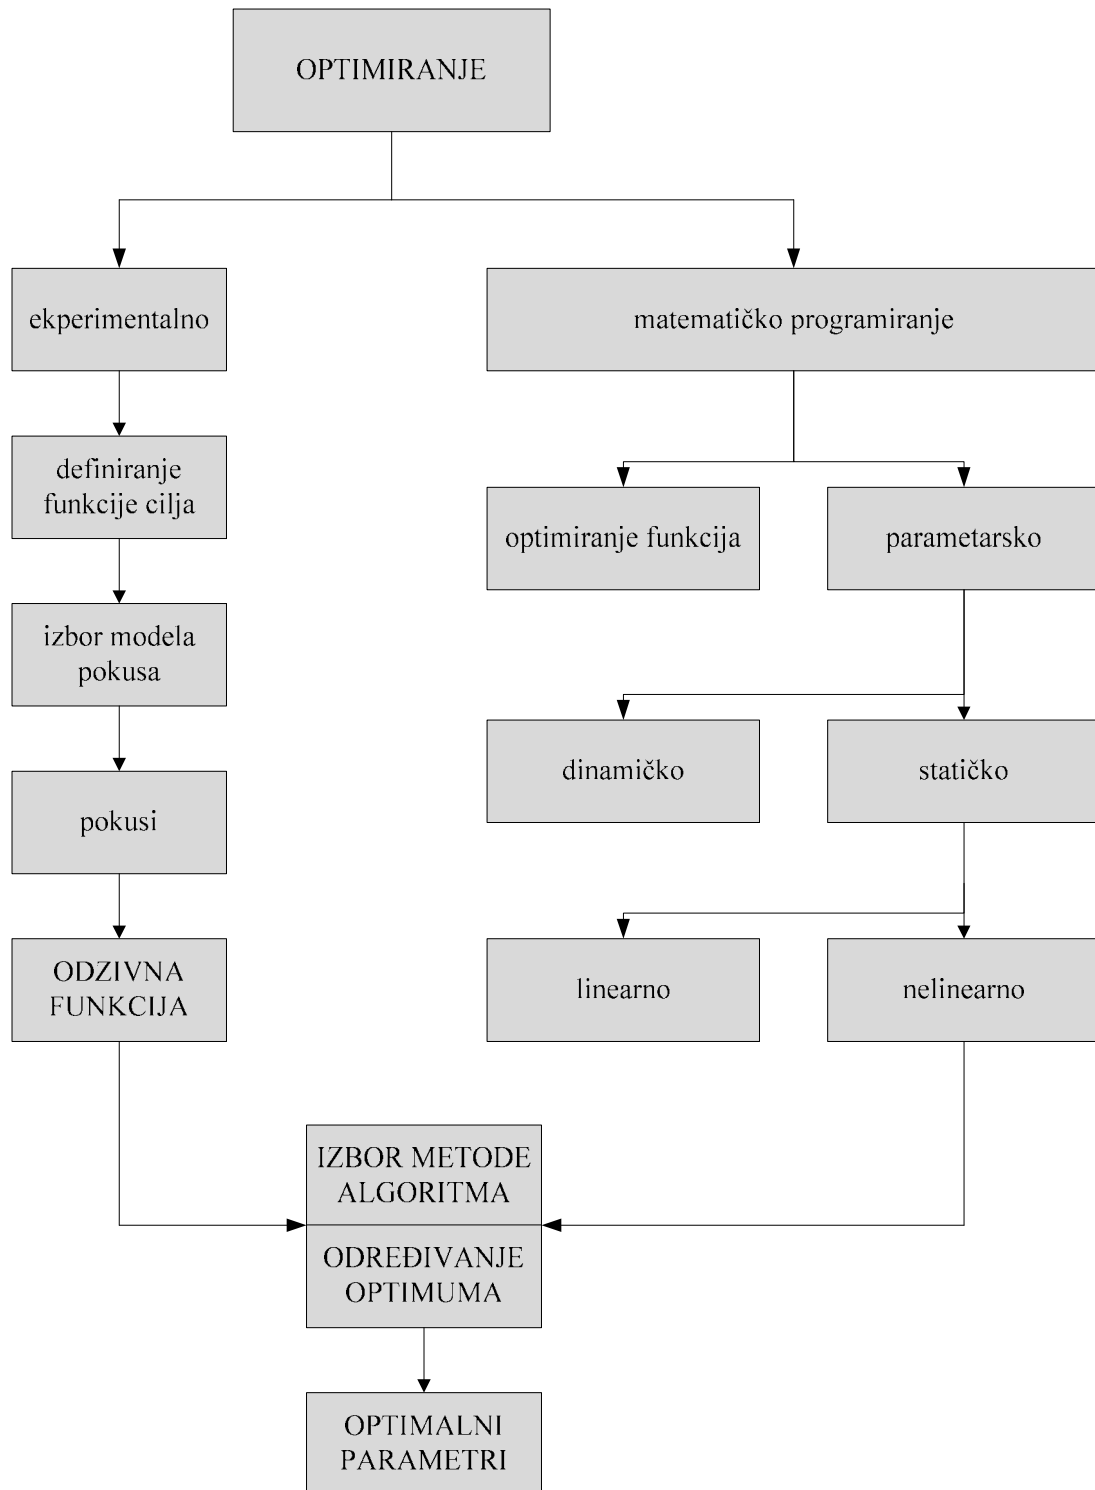 OPTIMIRANJE
ekperimentalno
matematičko programiranje
definiranje
funkcije cilja
optimiranje funkcija
parametarsko
izbor modela
pokusa
dinamičko
statičko
pokusi
ODZIVNA
FUNKCIJA
linearno
nelinearno
IZBOR METODE
ALGORITMA
ODREĐIVANJE
OPTIMUMA
OPTIMALNI
PARAMETRI